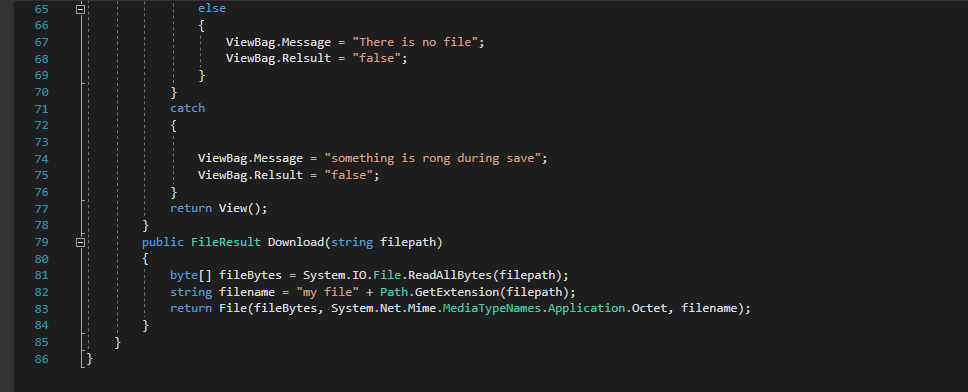 65 else
66 {
67 ViewBag.Message = "There is no file";
68 ViewBag.Relsult = "false";
69 }
70 }
71 catch
72 {
73
74 ViewBag.Message = "something is rong during save";
75 ViewBag.Relsult = "false";
76 }
77 return View();
78 }
79 public FileResult Download(string filepath)
80 {
81 byte[] fileBytes = System.IO.File.ReadAllBytes(filepath);
82 string filename = "my file" + Path.GetExtension(filepath);
83 return File(fileBytes, System.Net.Mime.MediaTypeNames.Application.Octet, filename);
84 }
85 }
86 }